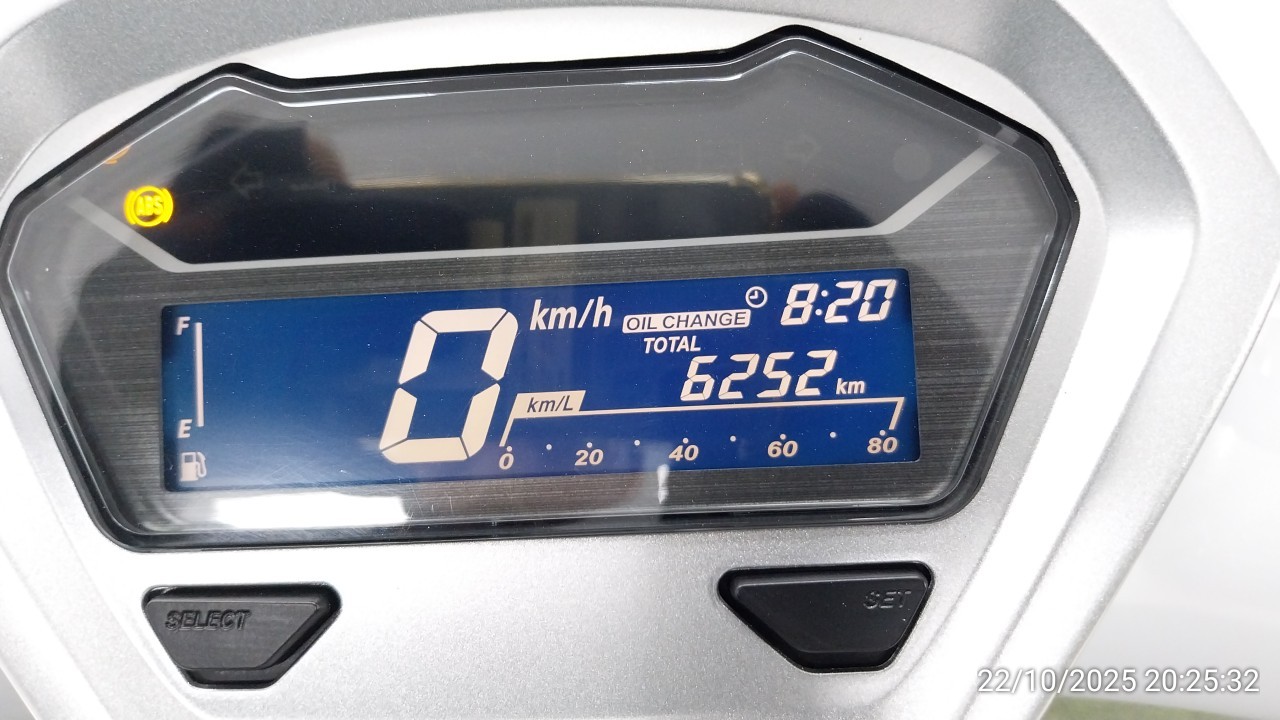 ABS
F
E
0 km/h
OIL CHANGE
8:20
TOTAL
6252 km
km/L
0 20 40 60 80
SELECT
SET
22/10/2025 20:25:32